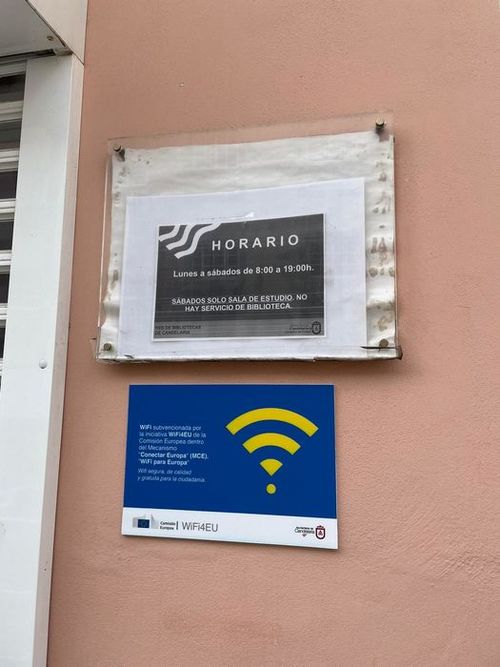 HORARIO
Lunes a sábados de 8:00 a 19:00h.
SÁBADOS SOLO SALA DE ESTUDIO. NO
HAY SERVICIO DE BIBLIOTECA.
RED DE BIBLIOTECAS
DE CANDELARIA
WiFi subvencionada por
la iniciativa WiFi4EU de la
Comisión Europea dentro
del Mecanismo
"Conectar Europa" (MCE).
"WiFi para Europa"
Wifi segura, de calidad
y gratuita para la ciudadanía.
Comisión
Europea
WiFi4EU
Candelaria